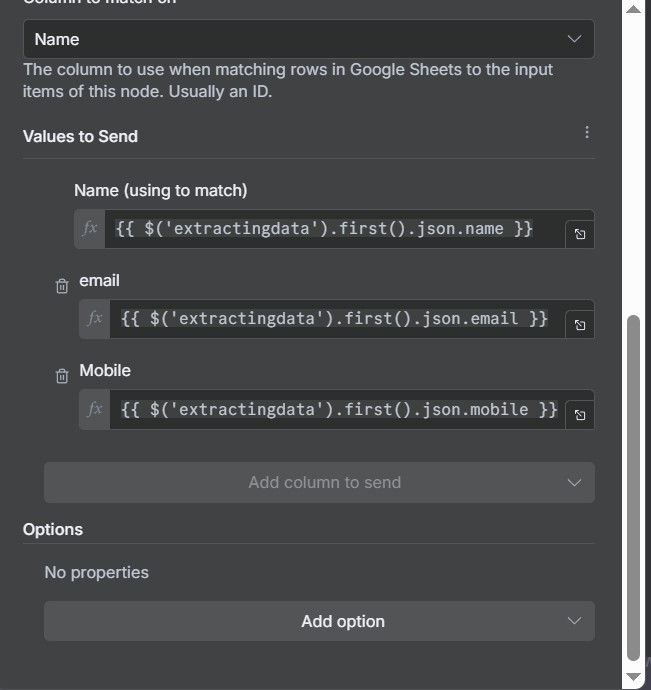 Column to match on
Name
The column to use when matching rows in Google Sheets to the input
items of this node. Usually an ID.
Values to Send
Name (using to match)
fx {{ $('extractingdata').first().json.name }}
email
fx {{ $('extractingdata').first().json.email }}
Mobile
fx {{ $('extractingdata').first().json.mobile }}
Add column to send
Options
No properties
Add option